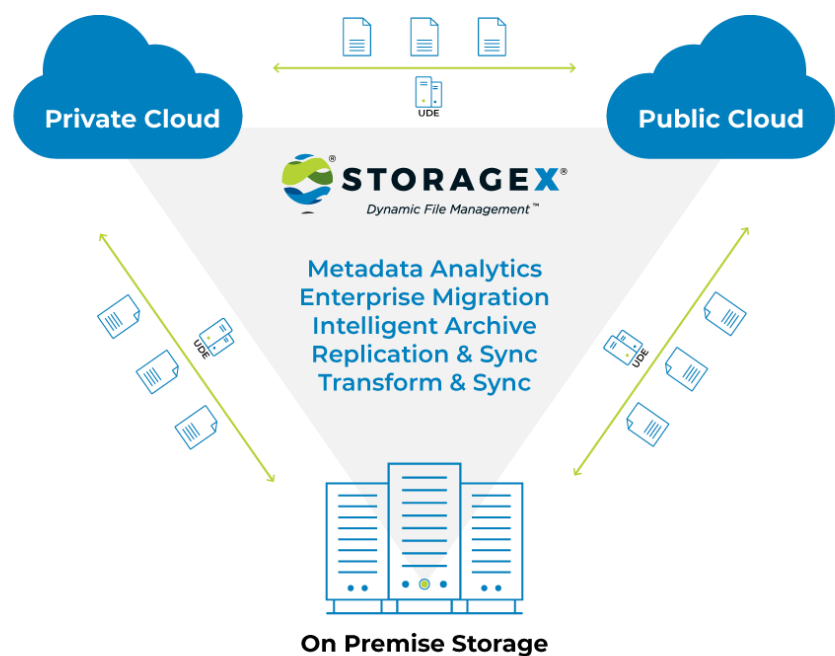 UDE
Private Cloud
Public Cloud
STORAGEX®
®
Dynamic File Management™
Metadata Analytics
Enterprise Migration
Intelligent Archive
Replication & Sync
Transform & Sync
UDE
UDE
On Premise Storage